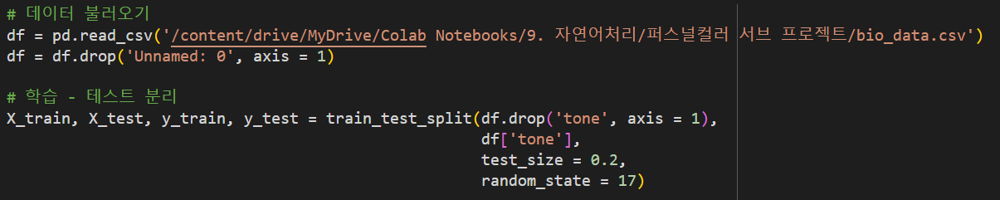 # 데이터 불러오기
df = pd.read_csv('/content/drive/MyDrive/Colab Notebooks/9. 자연어처리/퍼스널컬러 서브 프로젝트/bio_data.csv')
df = df.drop('Unnamed: 0', axis = 1)
# 학습 - 테스트 분리
X_train, X_test, y_train, y_test = train_test_split(df.drop('tone', axis = 1),
df['tone'],
test_size = 0.2,
random_state = 17)